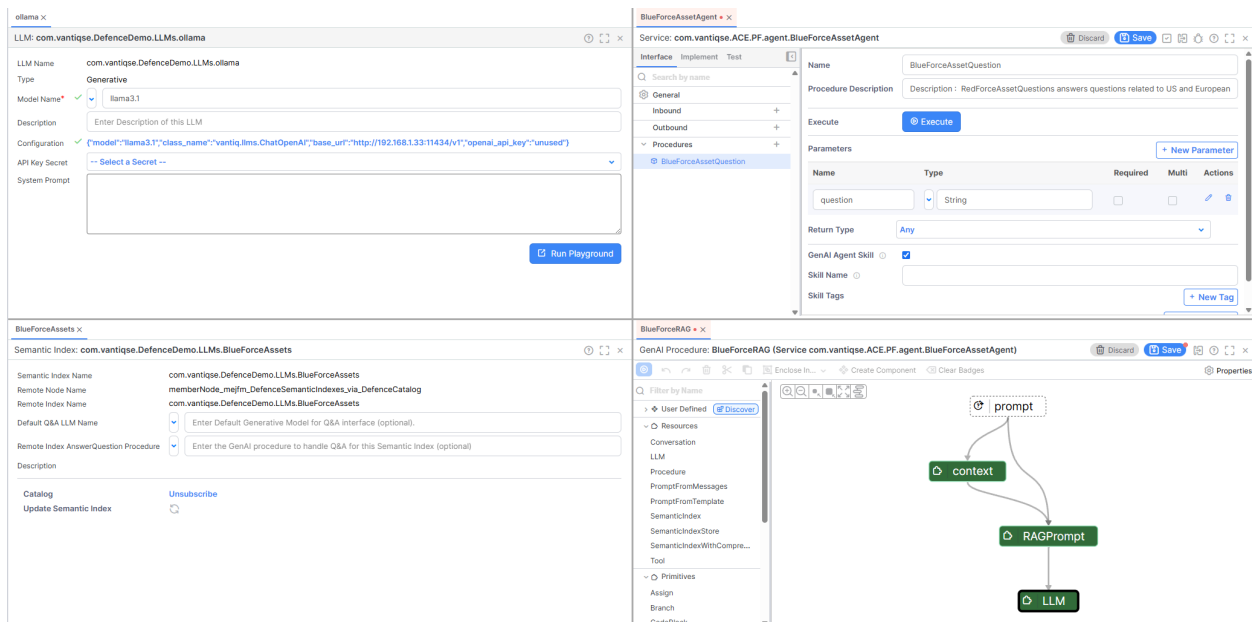 ollama
LLM: com.vantiqse.DefenceDemo.LLMs.ollama
LLM Name com.vantiqse.DefenceDemo.LLMs.ollama
Type Generative
Model Name* llama3.1
Description Enter Description of this LLM
Configuration {"model":"llama3.1","class_name":"vantiq.llms.ChatOpenAI","base_url":"http://192.168.1.33:11434/v1","openai_api_key":"unused"}
API Key Secret -- Select a Secret --
System Prompt
Run Playground
BlueForceAssetAgent
Service: com.vantiqse.ACE.PF.agent.BlueForceAssetAgent
Discard Save
Interface Implement Test
Search by name
General
Inbound
Outbound
Procedures
BlueForceAssetQuestion
Name BlueForceAssetQuestion
Procedure Description Description : RedForceAssetQuestions answers questions related to US and European
Execute Execute
Parameters + New Parameter
Name Type Required Multi Actions
question String
Return Type Any
GenAI Agent Skill
Skill Name
Skill Tags + New Tag
BlueForceAssets
Semantic Index: com.vantiqse.DefenceDemo.LLMs.BlueForceAssets
Semantic Index Name com.vantiqse.DefenceDemo.LLMs.BlueForceAssets
Remote Node Name memberNode_mejfm_DefenceSemanticIndexes_via_DefenceCatalog
Remote Index Name com.vantiqse.DefenceDemo.LLMs.BlueForceAssets
Default Q&A LLM Name Enter Default Generative Model for Q&A interface (optional).
Remote Index AnswerQuestion Procedure Enter the GenAI procedure to handle Q&A for this Semantic Index (optional)
Description
Catalog Unsubscribe
Update Semantic Index
BlueForceRAG
GenAI Procedure: BlueForceRAG (Service com.vantiqse.ACE.PF.agent.BlueForceAssetAgent)
Discard Save
Enclose In... Create Component Clear Badges Properties
Filter by Name
User Defined Discover
Resources
Conversation
LLM
Procedure
PromptFromMessages
PromptFromTemplate
SemanticIndex
SemanticIndexStore
SemanticIndexWithCompre...
Tool
Primitives
Assign
Branch
CodeBlock
prompt
context
RAGPrompt
LLM